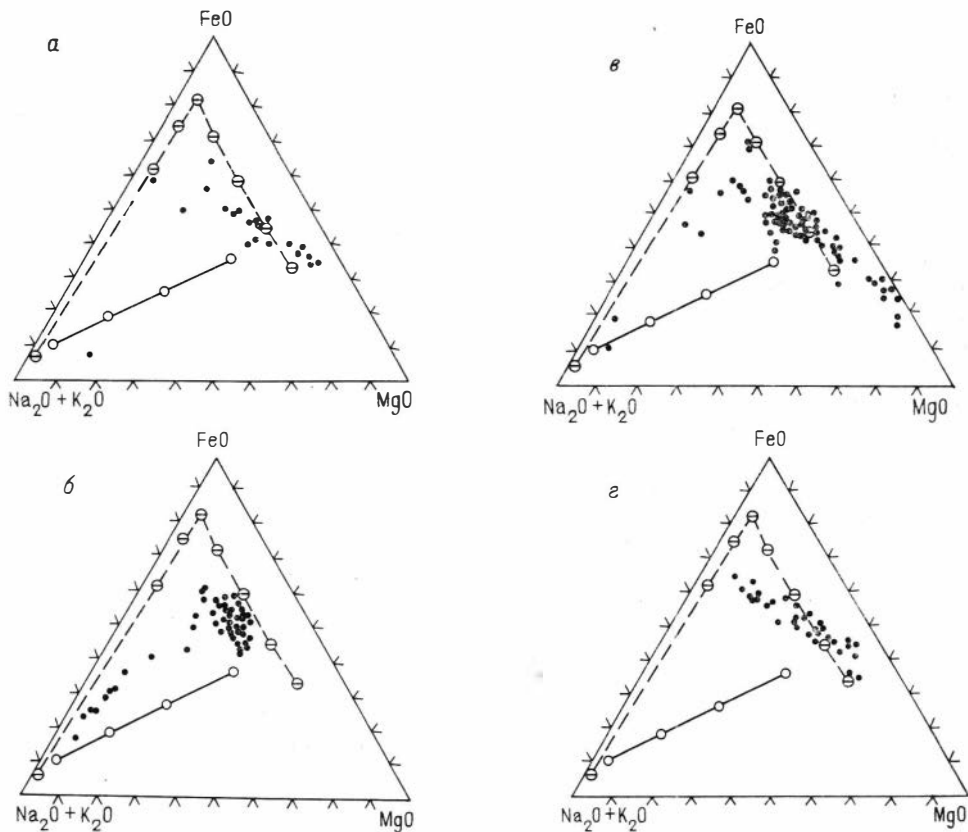 а
FeO
Na₂O + K₂O
MgO
в
FeO
Na₂O + K₂O
MgO
б
FeO
Na₂O + K₂O
MgO
г
FeO
Na₂O + K₂O
MgO